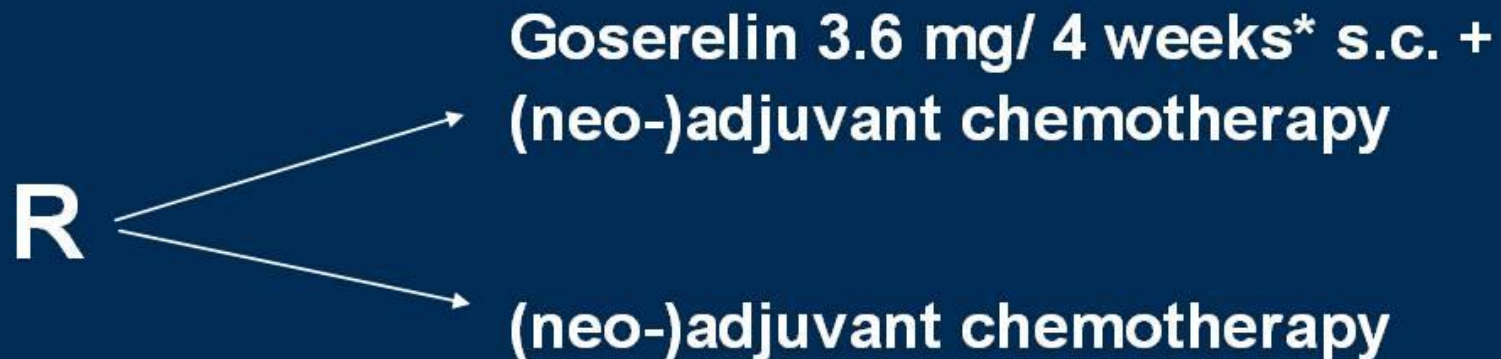 Goserelin 3.6 mg/ 4 weeks* s.c. +
(neo-)adjuvant chemotherapy
R
(neo-)adjuvant chemotherapy